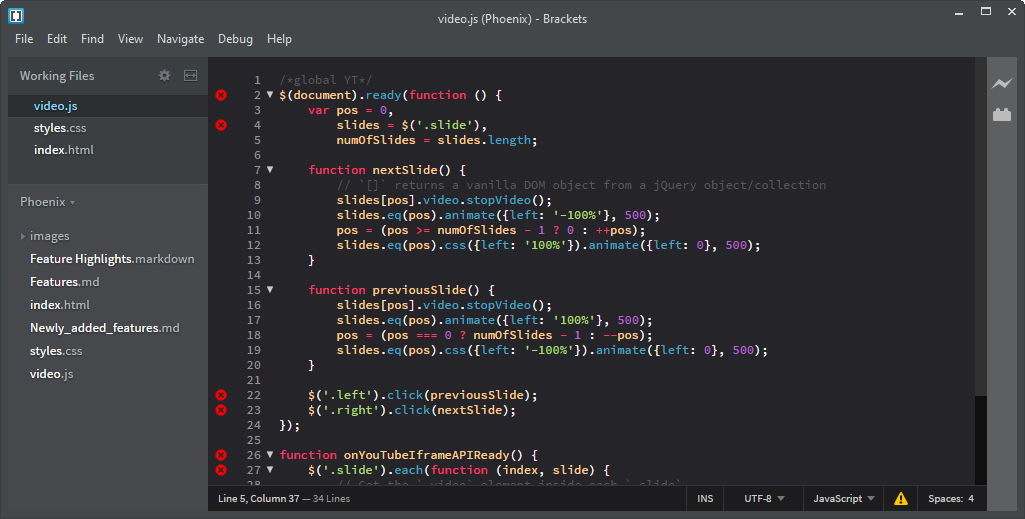 video.js (Phoenix) - Brackets
File Edit Find View Navigate Debug Help
Working Files
video.js
styles.css
index.html
Phoenix
images
Feature Highlights.markdown
Features.md
index.html
Newly_added_features.md
styles.css
video.js
1 /*global YT*/
2 $(document).ready(function () {
3     var pos = 0,
4         slides = $('.slide'),
5         numOfSlides = slides.length;
6
7     function nextSlide() {
8         // `[]` returns a vanilla DOM object from a jQuery object/collection
9         slides[pos].video.stopVideo();
10         slides.eq(pos).animate({left: '-100%'}, 500);
11         pos = (pos >= numOfSlides - 1 ? 0 : ++pos);
12         slides.eq(pos).css({left: '100%'}).animate({left: 0}, 500);
13     }
14
15     function previousSlide() {
16         slides[pos].video.stopVideo();
17         slides.eq(pos).animate({left: '100%'}, 500);
18         pos = (pos === 0 ? numOfSlides - 1 : --pos);
19         slides.eq(pos).css({left: '-100%'}).animate({left: 0}, 500);
20     }
21
22     $('.left').click(previousSlide);
23     $('.right').click(nextSlide);
24 });
25
26 function onYouTubeIframeAPIReady() {
27     $('.slide').each(function (index, slide) {
28         // Get the `.video` element inside each `.slide`
Line 5, Column 37 — 34 Lines INS UTF-8 JavaScript Spaces: 4